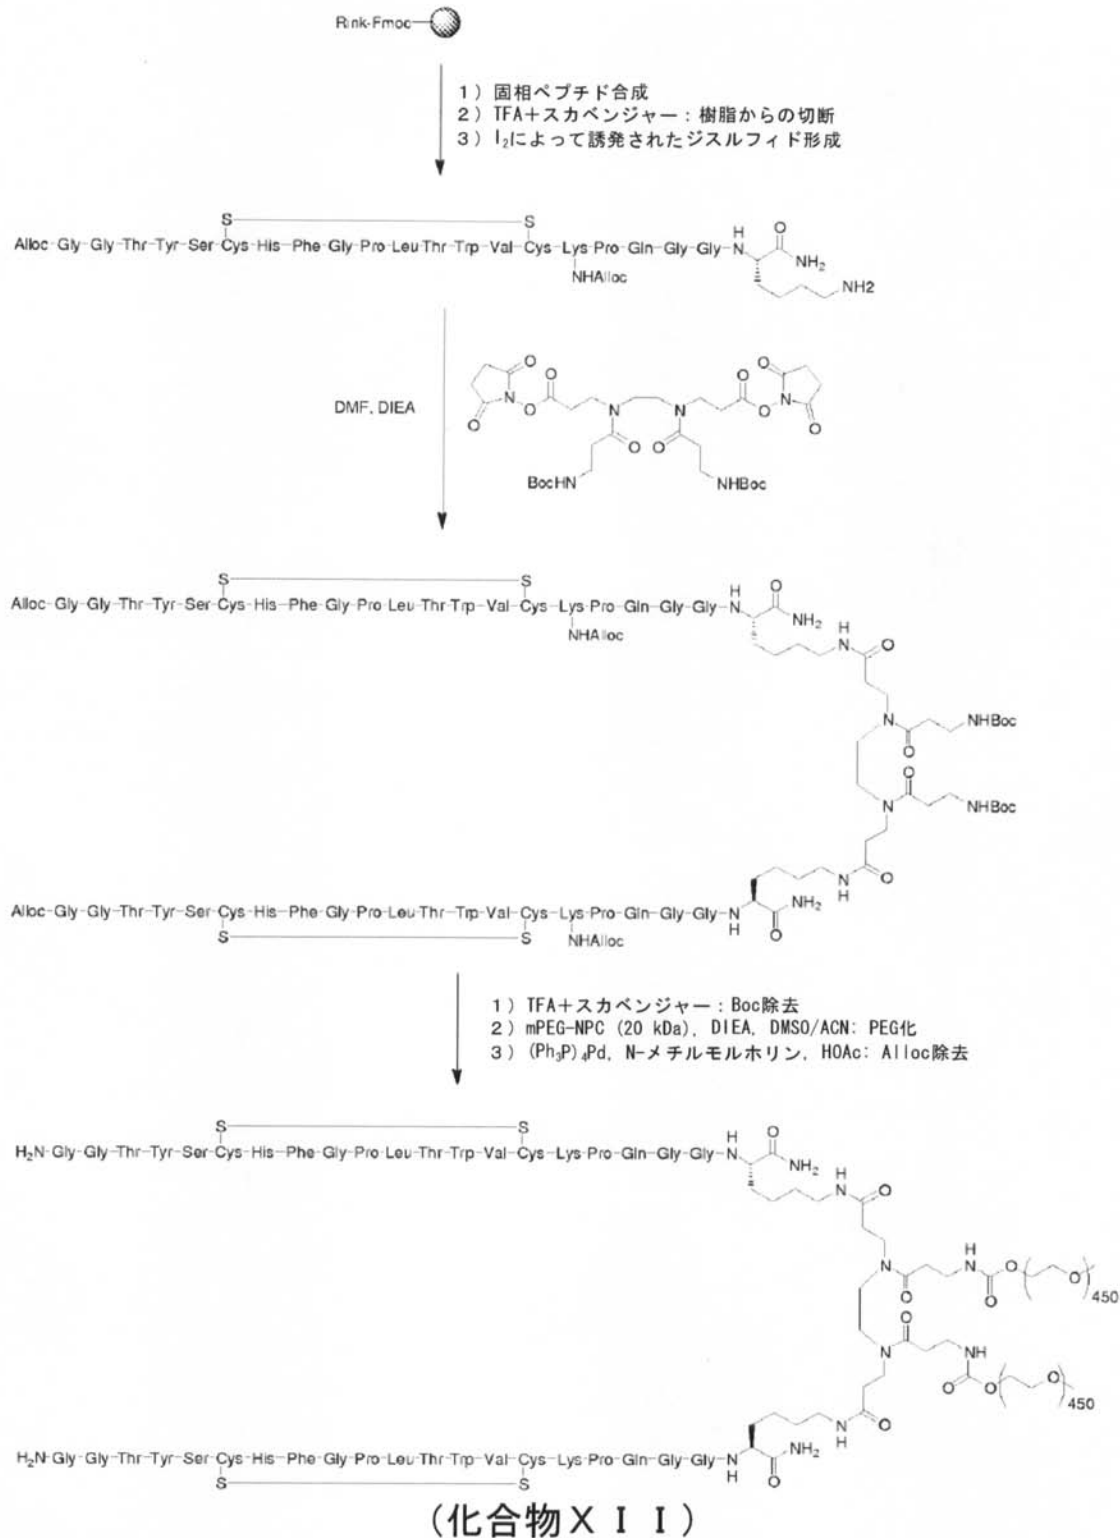 Rink-Fmoc
1) 固相ペプチド合成
2) TFA+スカベンジャー:樹脂からの切断
3) I₂によって誘発されたジスルフィド形成
S S
Alloc-Gly-Gly-Thr-Tyr-Ser-Cys-His-Phe-Gly-Pro-Leu-Thr-Trp-Val-Cys-Lys-Pro-Gln-Gly-Gly-N
H
O
NH₂
NHAlloc
NH2
DMF, DIEA
O O O O
N O O N
O N N O
O O
BocHN NHBoc
S S
Alloc-Gly-Gly-Thr-Tyr-Ser-Cys-His-Phe-Gly-Pro-Leu-Thr-Trp-Val-Cys-Lys-Pro-Gln-Gly-Gly-N
H
O
NH₂
NHAlloc
H
N O
N NHBoc
O
O
N NHBoc
N O
H
Alloc-Gly-Gly-Thr-Tyr-Ser-Cys-His-Phe-Gly-Pro-Leu-Thr-Trp-Val-Cys-Lys-Pro-Gln-Gly-Gly-N
NH₂
H O
S S
NHAlloc
1) TFA+スカベンジャー:Boc除去
2) mPEG-NPC (20 kDa), DIEA, DMSO/ACN: PEG化
3) (Ph₃P)₄Pd, N-メチルモルホリン, HOAc: Alloc除去
S S
H₂N-Gly-Gly-Thr-Tyr-Ser-Cys-His-Phe-Gly-Pro-Leu-Thr-Trp-Val-Cys-Lys-Pro-Gln-Gly-Gly-N
H
O
NH₂
H
N O
H
N N O O 450
O O
O
N NH
O O O 450
N O
H
H₂N-Gly-Gly-Thr-Tyr-Ser-Cys-His-Phe-Gly-Pro-Leu-Thr-Trp-Val-Cys-Lys-Pro-Gln-Gly-Gly-N
NH₂
H O
S S
(化合物XII)